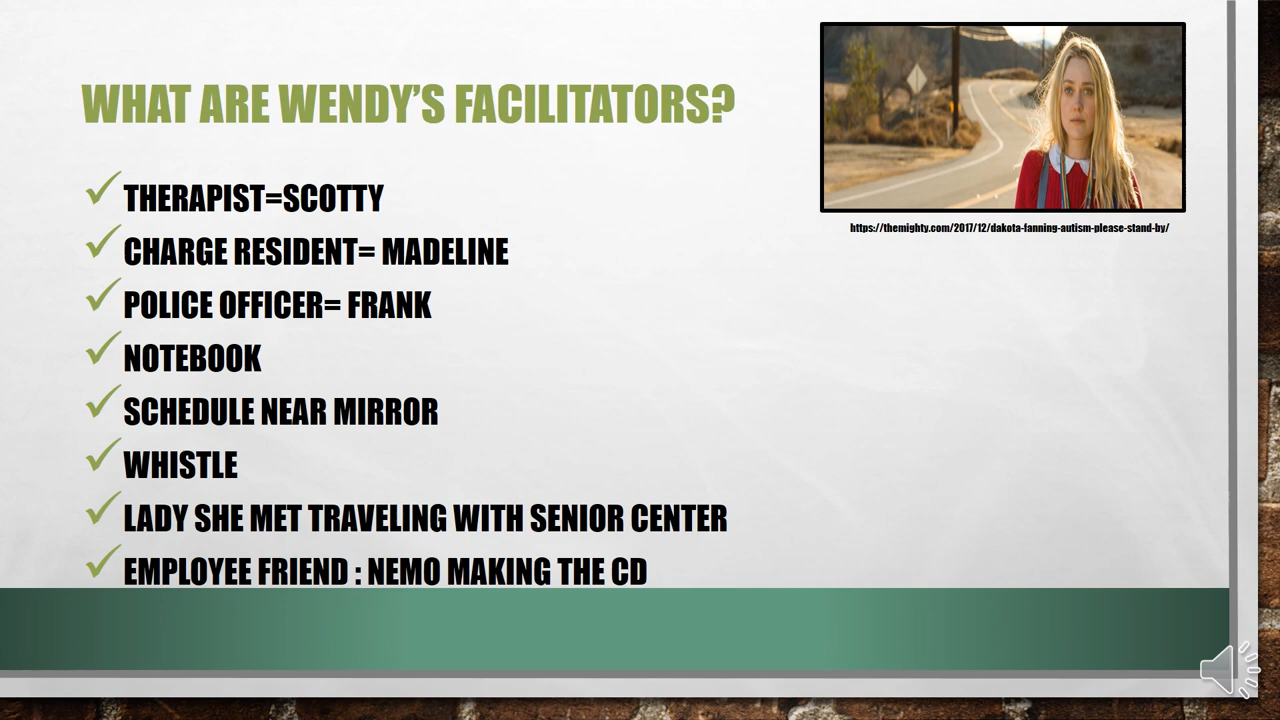 WHAT ARE WENDY'S FACILITATORS?
https://themighty.com/2017/12/dakota-fanning-autism-please-stand-by/
THERAPIST=SCOTTY
CHARGE RESIDENT= MADELINE
POLICE OFFICER= FRANK
NOTEBOOK
SCHEDULE NEAR MIRROR
WHISTLE
LADY SHE MET TRAVELING WITH SENIOR CENTER
EMPLOYEE FRIEND : NEMO MAKING THE CD